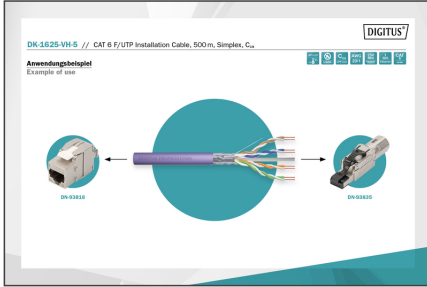 DIGITUS®
DK-1625-VH-5 // CAT 6 F/UTP Installation Cable, 500 m, Simplex, Cca
Anwendungsbeispiel
Example of use
DN-93816
DN-93835